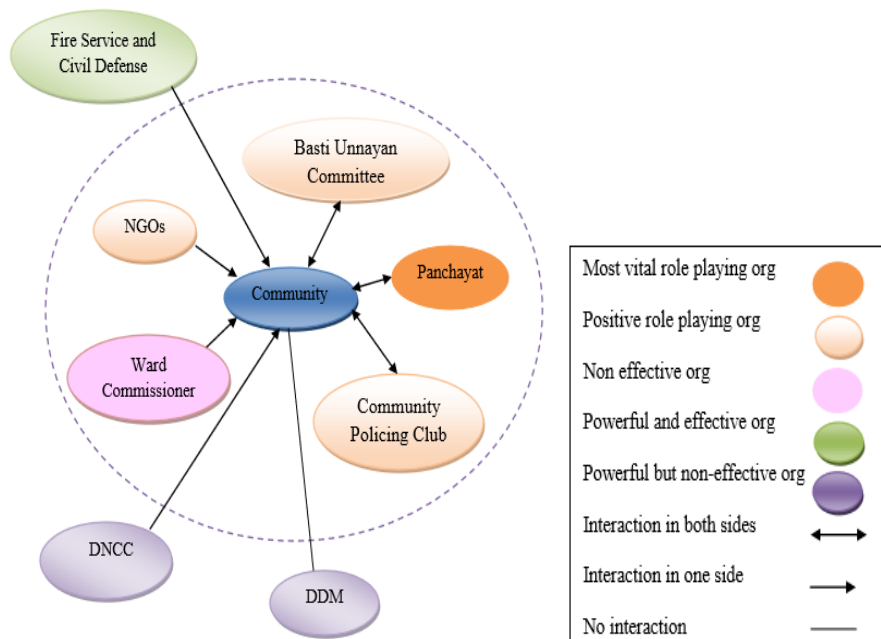 Fire Service and
Civil Defense
Basti Unnayan
Committee
NGOs
Panchayat
Community
Ward
Commissioner
Community
Policing Club
DNCC
DDM
Most vital role playing org
Positive role playing org
Non effective org
Powerful and effective org
Powerful but non-effective org
Interaction in both sides
Interaction in one side
No interaction